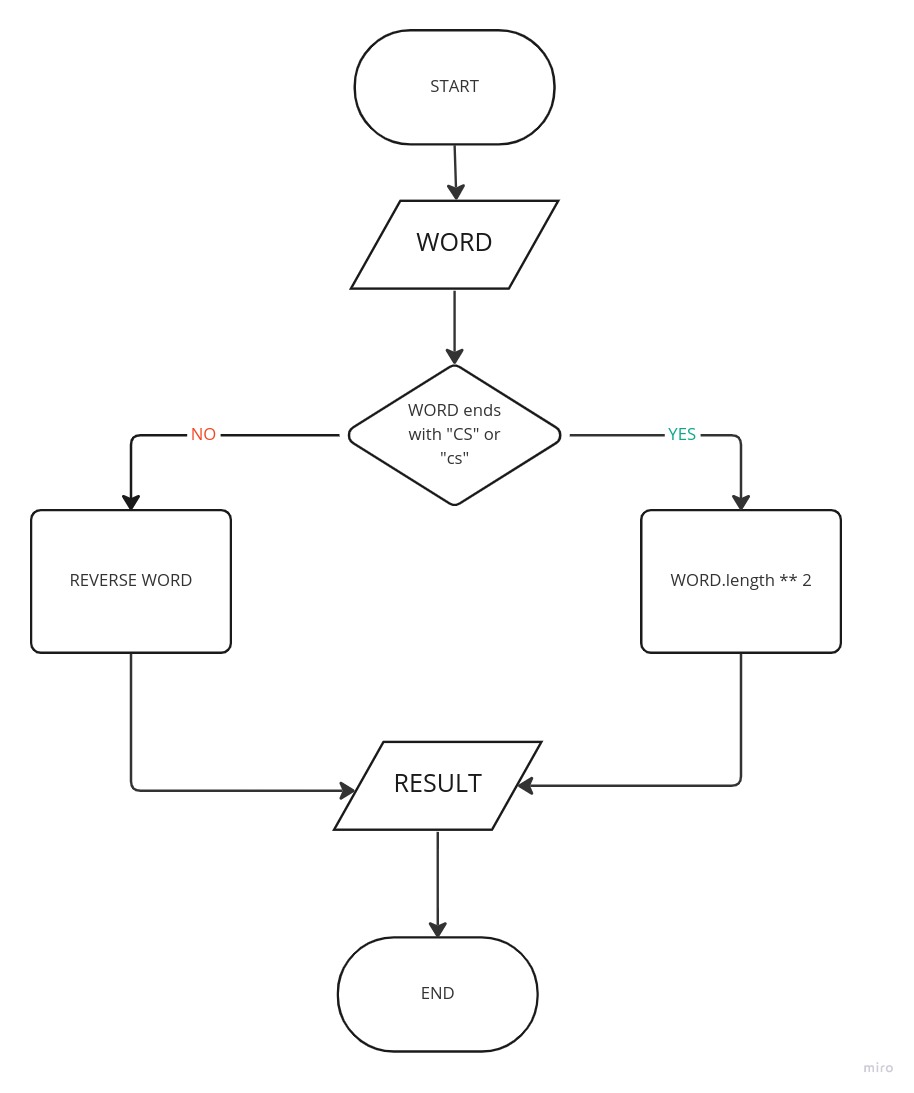 START
WORD
WORD ends
with "CS" or
"cs"
NO
YES
REVERSE WORD
WORD.length ** 2
RESULT
END
miro